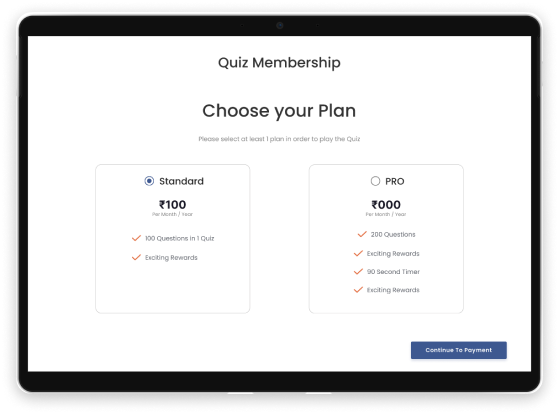 Quiz Membership
Choose your Plan
Please select at least 1 plan in order to play the Quiz
Standard
₹100
Per Month / Year
100 Questions in 1 Quiz
Exciting Rewards
PRO
₹000
Per Month / Year
200 Questions
Exciting Rewards
90 Second Timer
Exciting Rewards
Continue To Payment